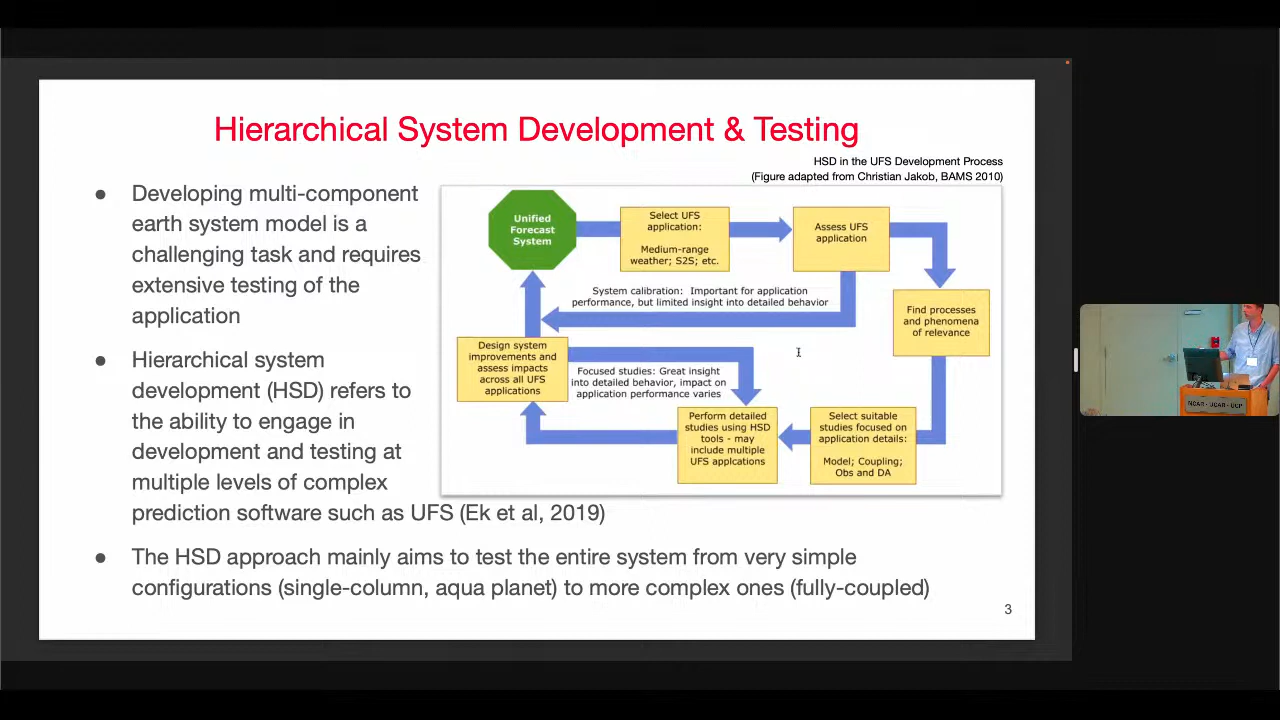 Hierarchical System Development & Testing
HSD in the UFS Development Process
(Figure adapted from Christian Jakob, BAMS 2010)
● Developing multi-component
earth system model is a
challenging task and requires
extensive testing of the
application
● Hierarchical system
development (HSD) refers to
the ability to engage in
development and testing at
multiple levels of complex
prediction software such as UFS (Ek et al, 2019)
● The HSD approach mainly aims to test the entire system from very simple
configurations (single-column, aqua planet) to more complex ones (fully-coupled)
Unified
Forecast
System
Select UFS
application:
Medium-range
weather; S2S; etc.
Assess UFS
application
System calibration: Important for application
performance, but limited insight into detailed behavior
Find processes
and phenomena
of relevance
Design system
improvements and
assess impacts
across all UFS
applications
Focused studies: Great insight
into detailed behavior, impact on
application performance varies
Perform detailed
studies using HSD
tools - may
include multiple
UFS applcations
Select suitable
studies focused on
application details:
Model; Coupling;
Obs and DA
3
NCAR - UCAR - UCP